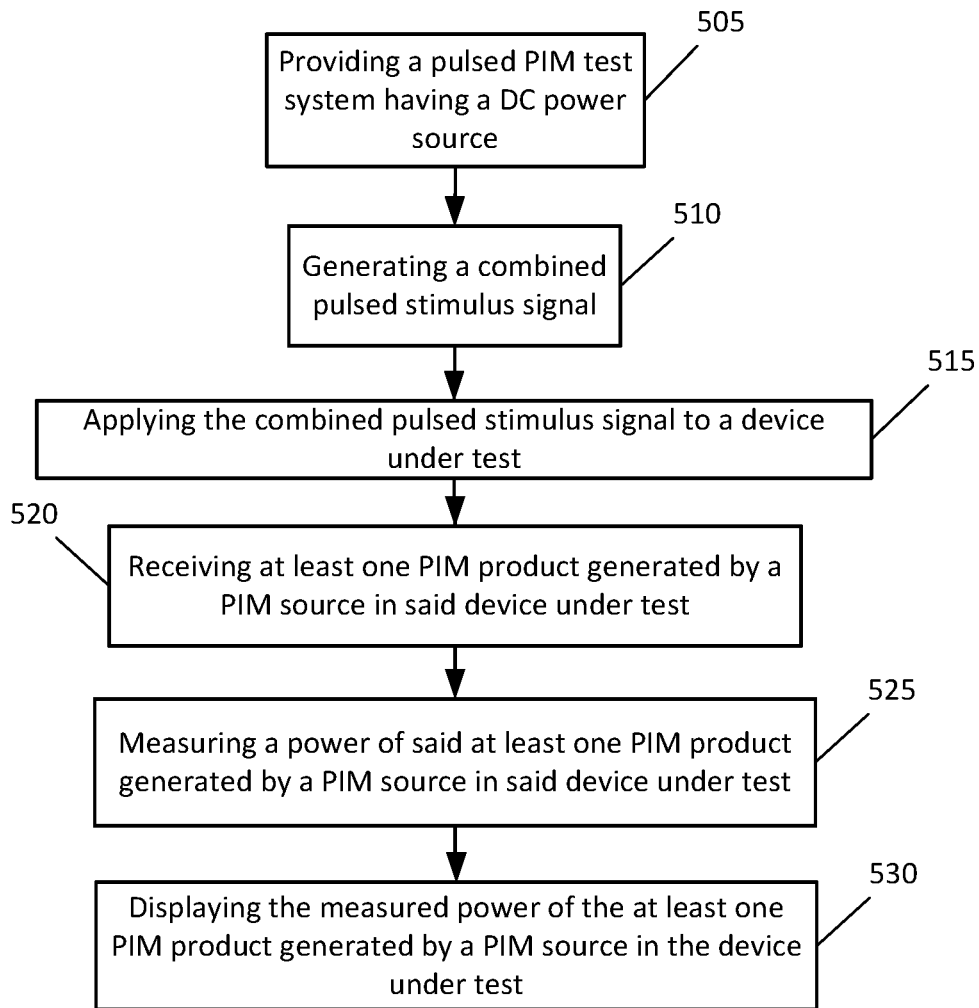 505
Providing a pulsed PIM test
system having a DC power
source
510
Generating a combined
pulsed stimulus signal
515
Applying the combined pulsed stimulus signal to a device
under test
520
Receiving at least one PIM product generated by a
PIM source in said device under test
525
Measuring a power of said at least one PIM product
generated by a PIM source in said device under test
530
Displaying the measured power of the at least one
PIM product generated by a PIM source in the device
under test